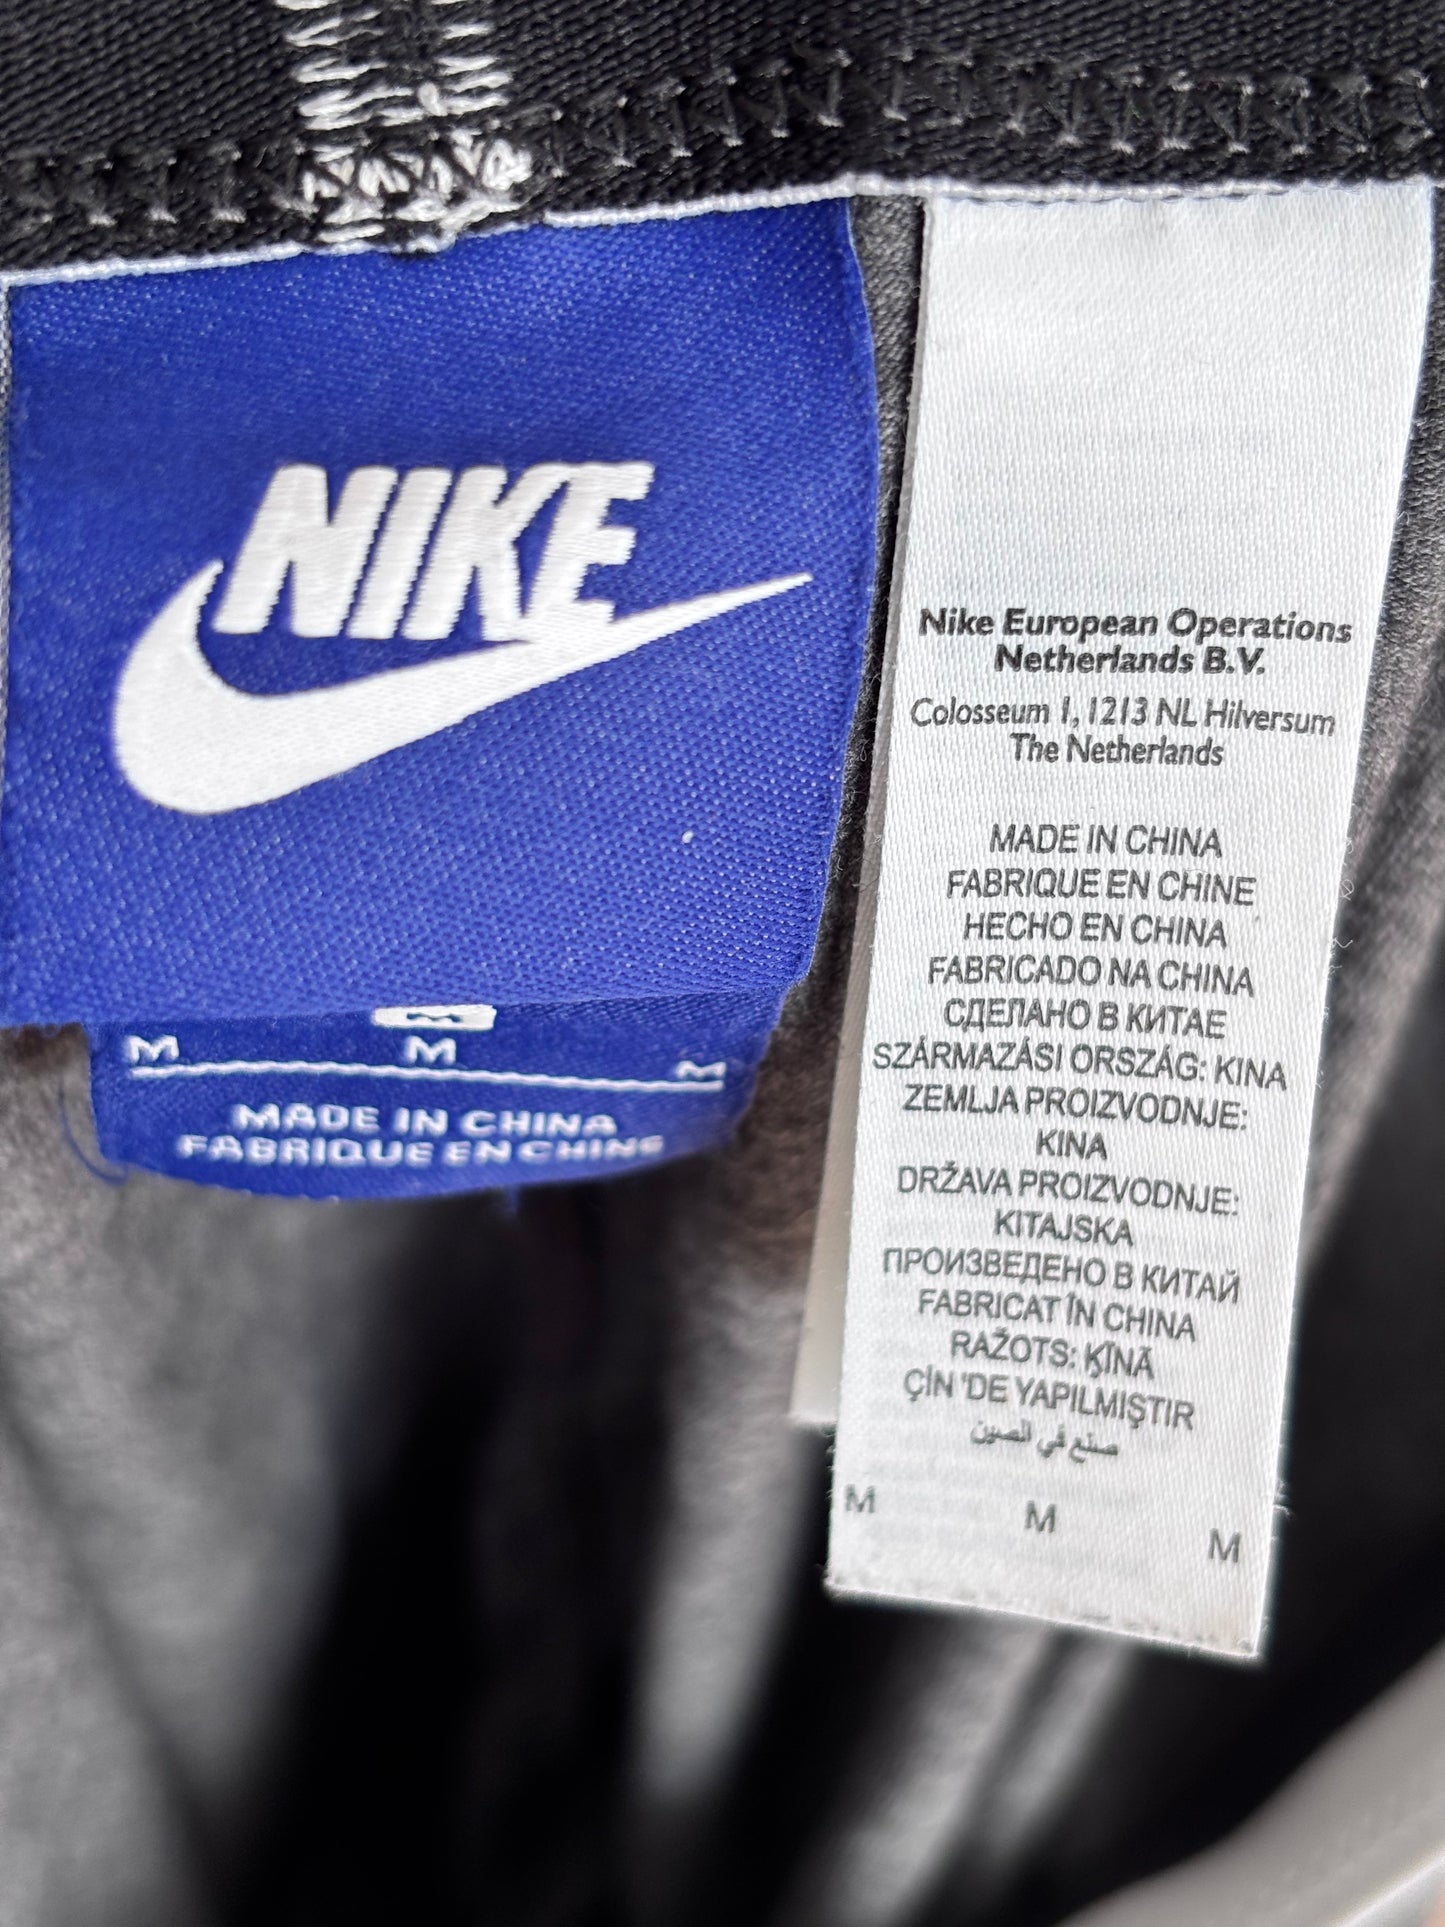 NIKE
M M M
MADE IN CHINA
FABRIQUE EN CHINE
Nike European Operations
Netherlands B.V.
Colosseum 1, 1213 NL Hilversum
The Netherlands
MADE IN CHINA
FABRIQUE EN CHINE
HECHO EN CHINA
FABRICADO NA CHINA
СДЕЛАНО В КИТАЕ
SZÁRMAZÁSI ORSZÁG: KINA
ZEMLJA PROIZVODNJE:
KINA
DRŽAVA PROIZVODNJE:
KITAJSKA
ПРОИЗВЕДЕНО В КИТАЙ
FABRICAT ÎN CHINA
RAŽOTS: ĶĪNĀ
ÇİN 'DE YAPILMIŞTIR
صنع في الصين
M M M